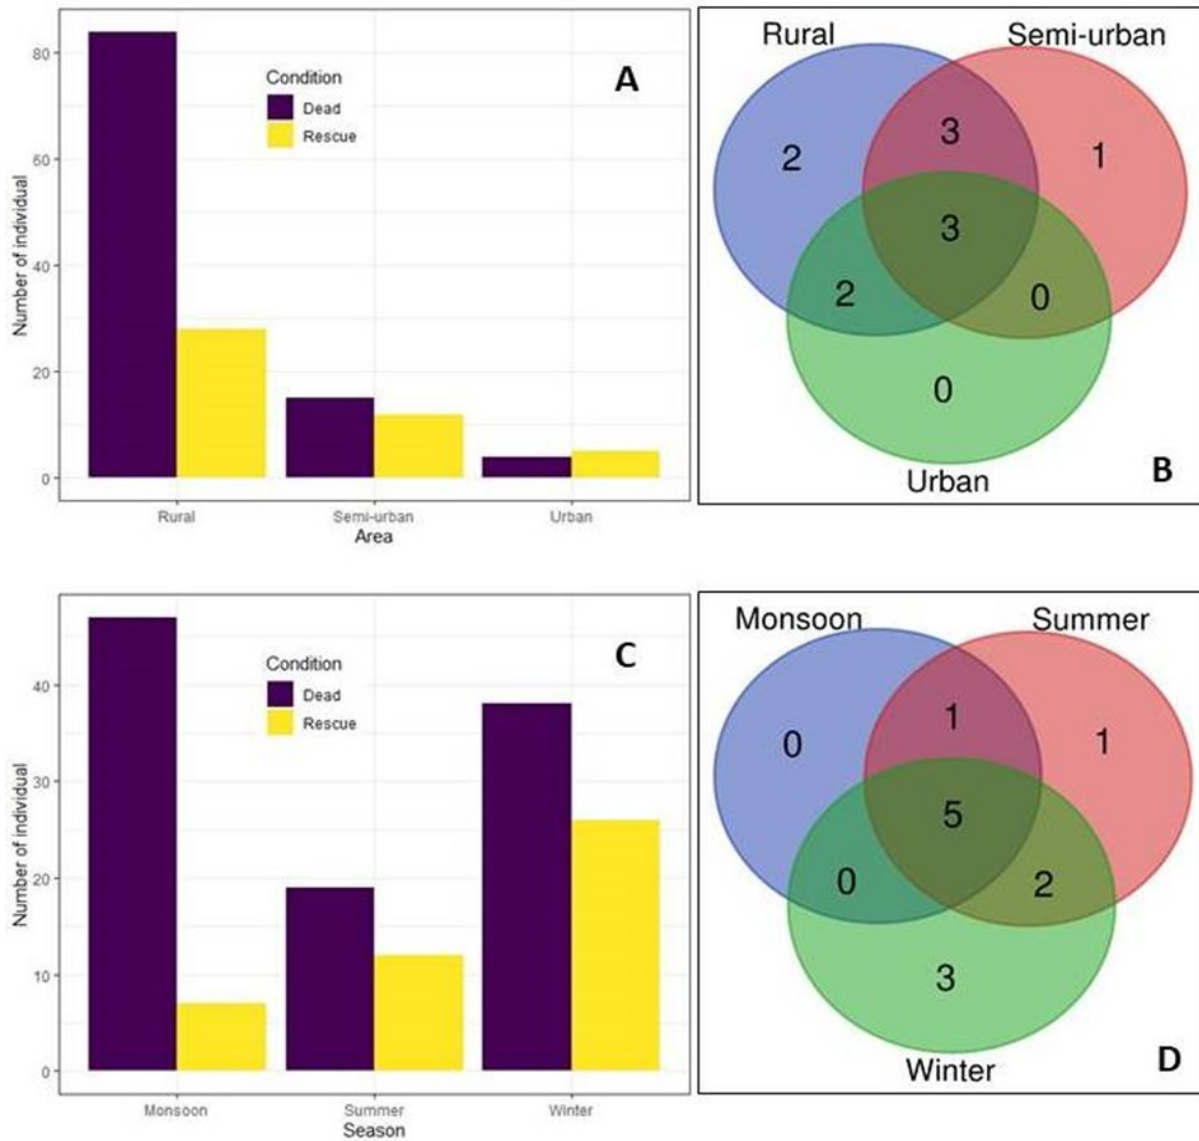 A
Condition
Dead
Rescue
Number of individual
80
60
40
20
0
Rural
Semi-urban
Urban
Area
Rural
Semi-urban
2
3
1
3
2
0
0
Urban
B
C
Condition
Dead
Rescue
Number of individual
40
30
20
10
0
Monsoon
Summer
Winter
Season
Monsoon
Summer
0
1
1
5
0
2
3
Winter
D